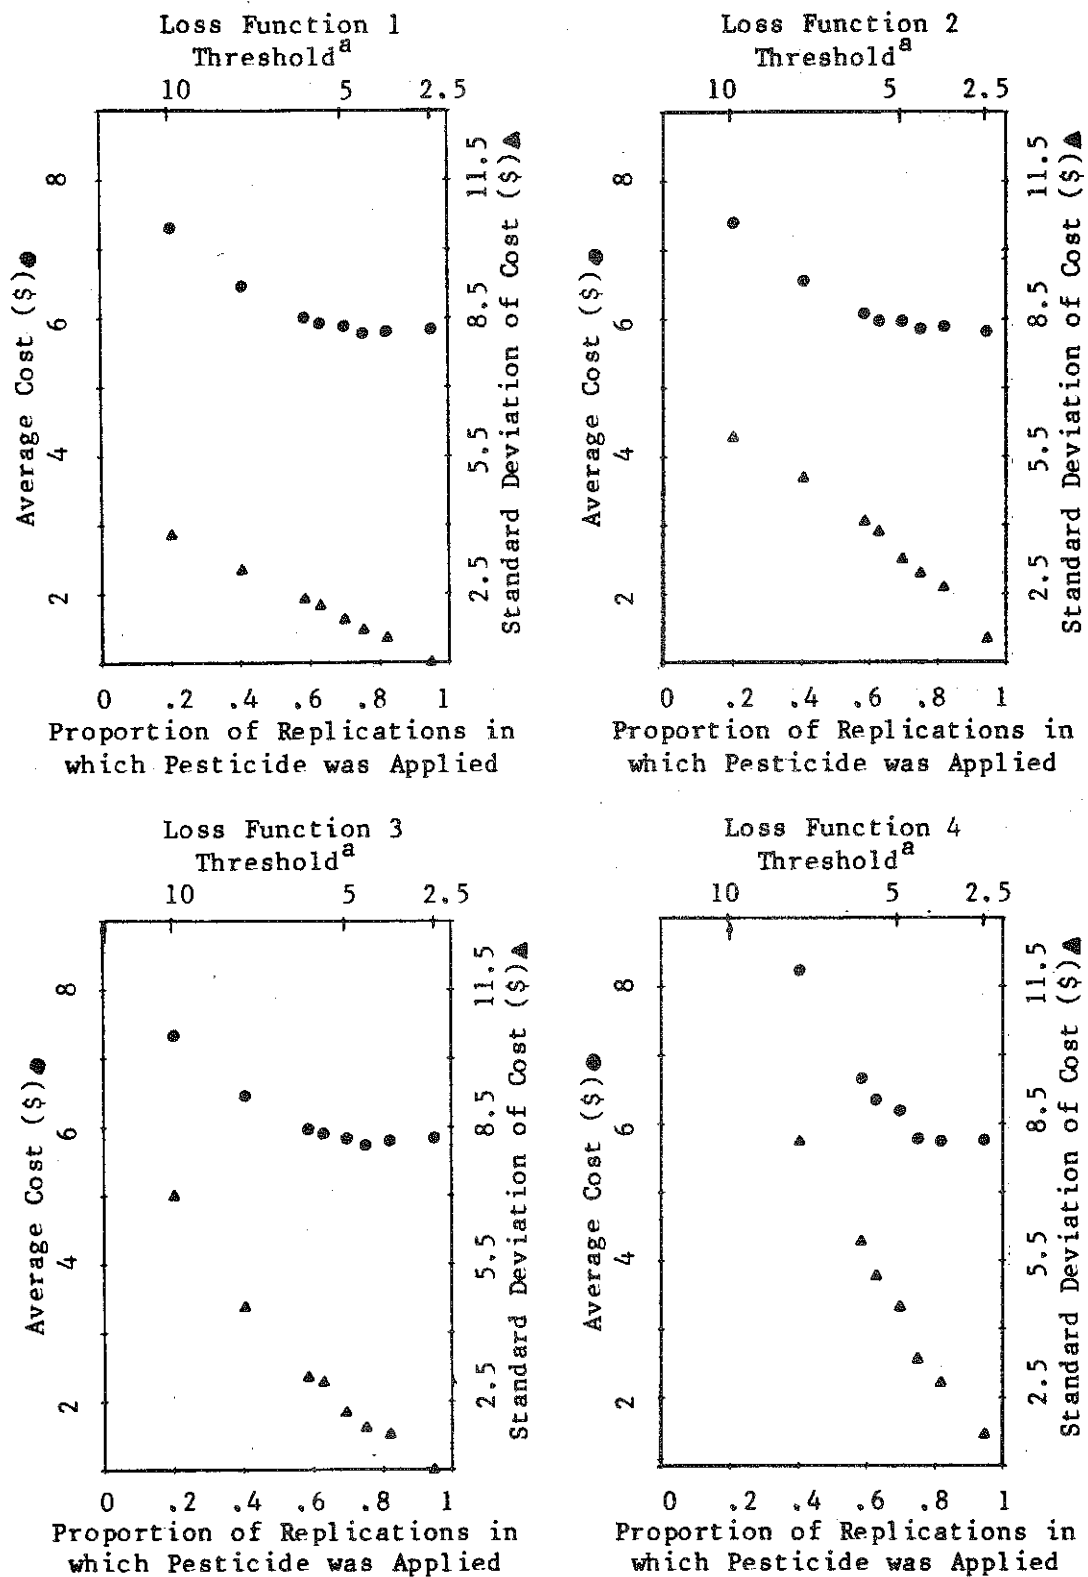 Loss Function 1
Threshold a
10 5 2.5
Average Cost ($)
8
6
4
2
11.5
8.5
5.5
2.5
Standard Deviation of Cost ($)
0 .2 .4 .6 .8 1
Proportion of Replications in
which Pesticide was Applied
Loss Function 2
Threshold a
10 5 2.5
Average Cost ($)
8
6
4
2
11.5
8.5
5.5
2.5
Standard Deviation of Cost ($)
0 .2 .4 .6 .8 1
Proportion of Replications in
which Pesticide was Applied
Loss Function 3
Threshold a
10 5 2.5
Average Cost ($)
8
6
4
2
11.5
8.5
5.5
2.5
Standard Deviation of Cost ($)
0 .2 .4 .6 .8 1
Proportion of Replications in
which Pesticide was Applied
Loss Function 4
Threshold a
10 5 2.5
Average Cost ($)
8
6
4
2
11.5
8.5
5.5
2.5
Standard Deviation of Cost ($)
0 .2 .4 .6 .8 1
Proportion of Replications in
which Pesticide was Applied